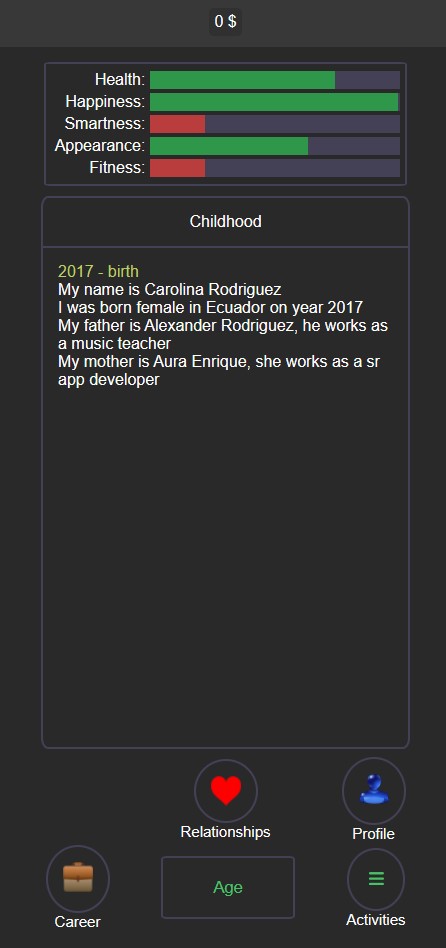 0 $
Health:
Happiness:
Smartness:
Appearance:
Fitness:
Childhood
2017 - birth
My name is Carolina Rodriguez
I was born female in Ecuador on year 2017
My father is Alexander Rodriguez, he works as
a music teacher
My mother is Aura Enrique, she works as a sr
app developer
Relationships
Profile
Career
Age
Activities